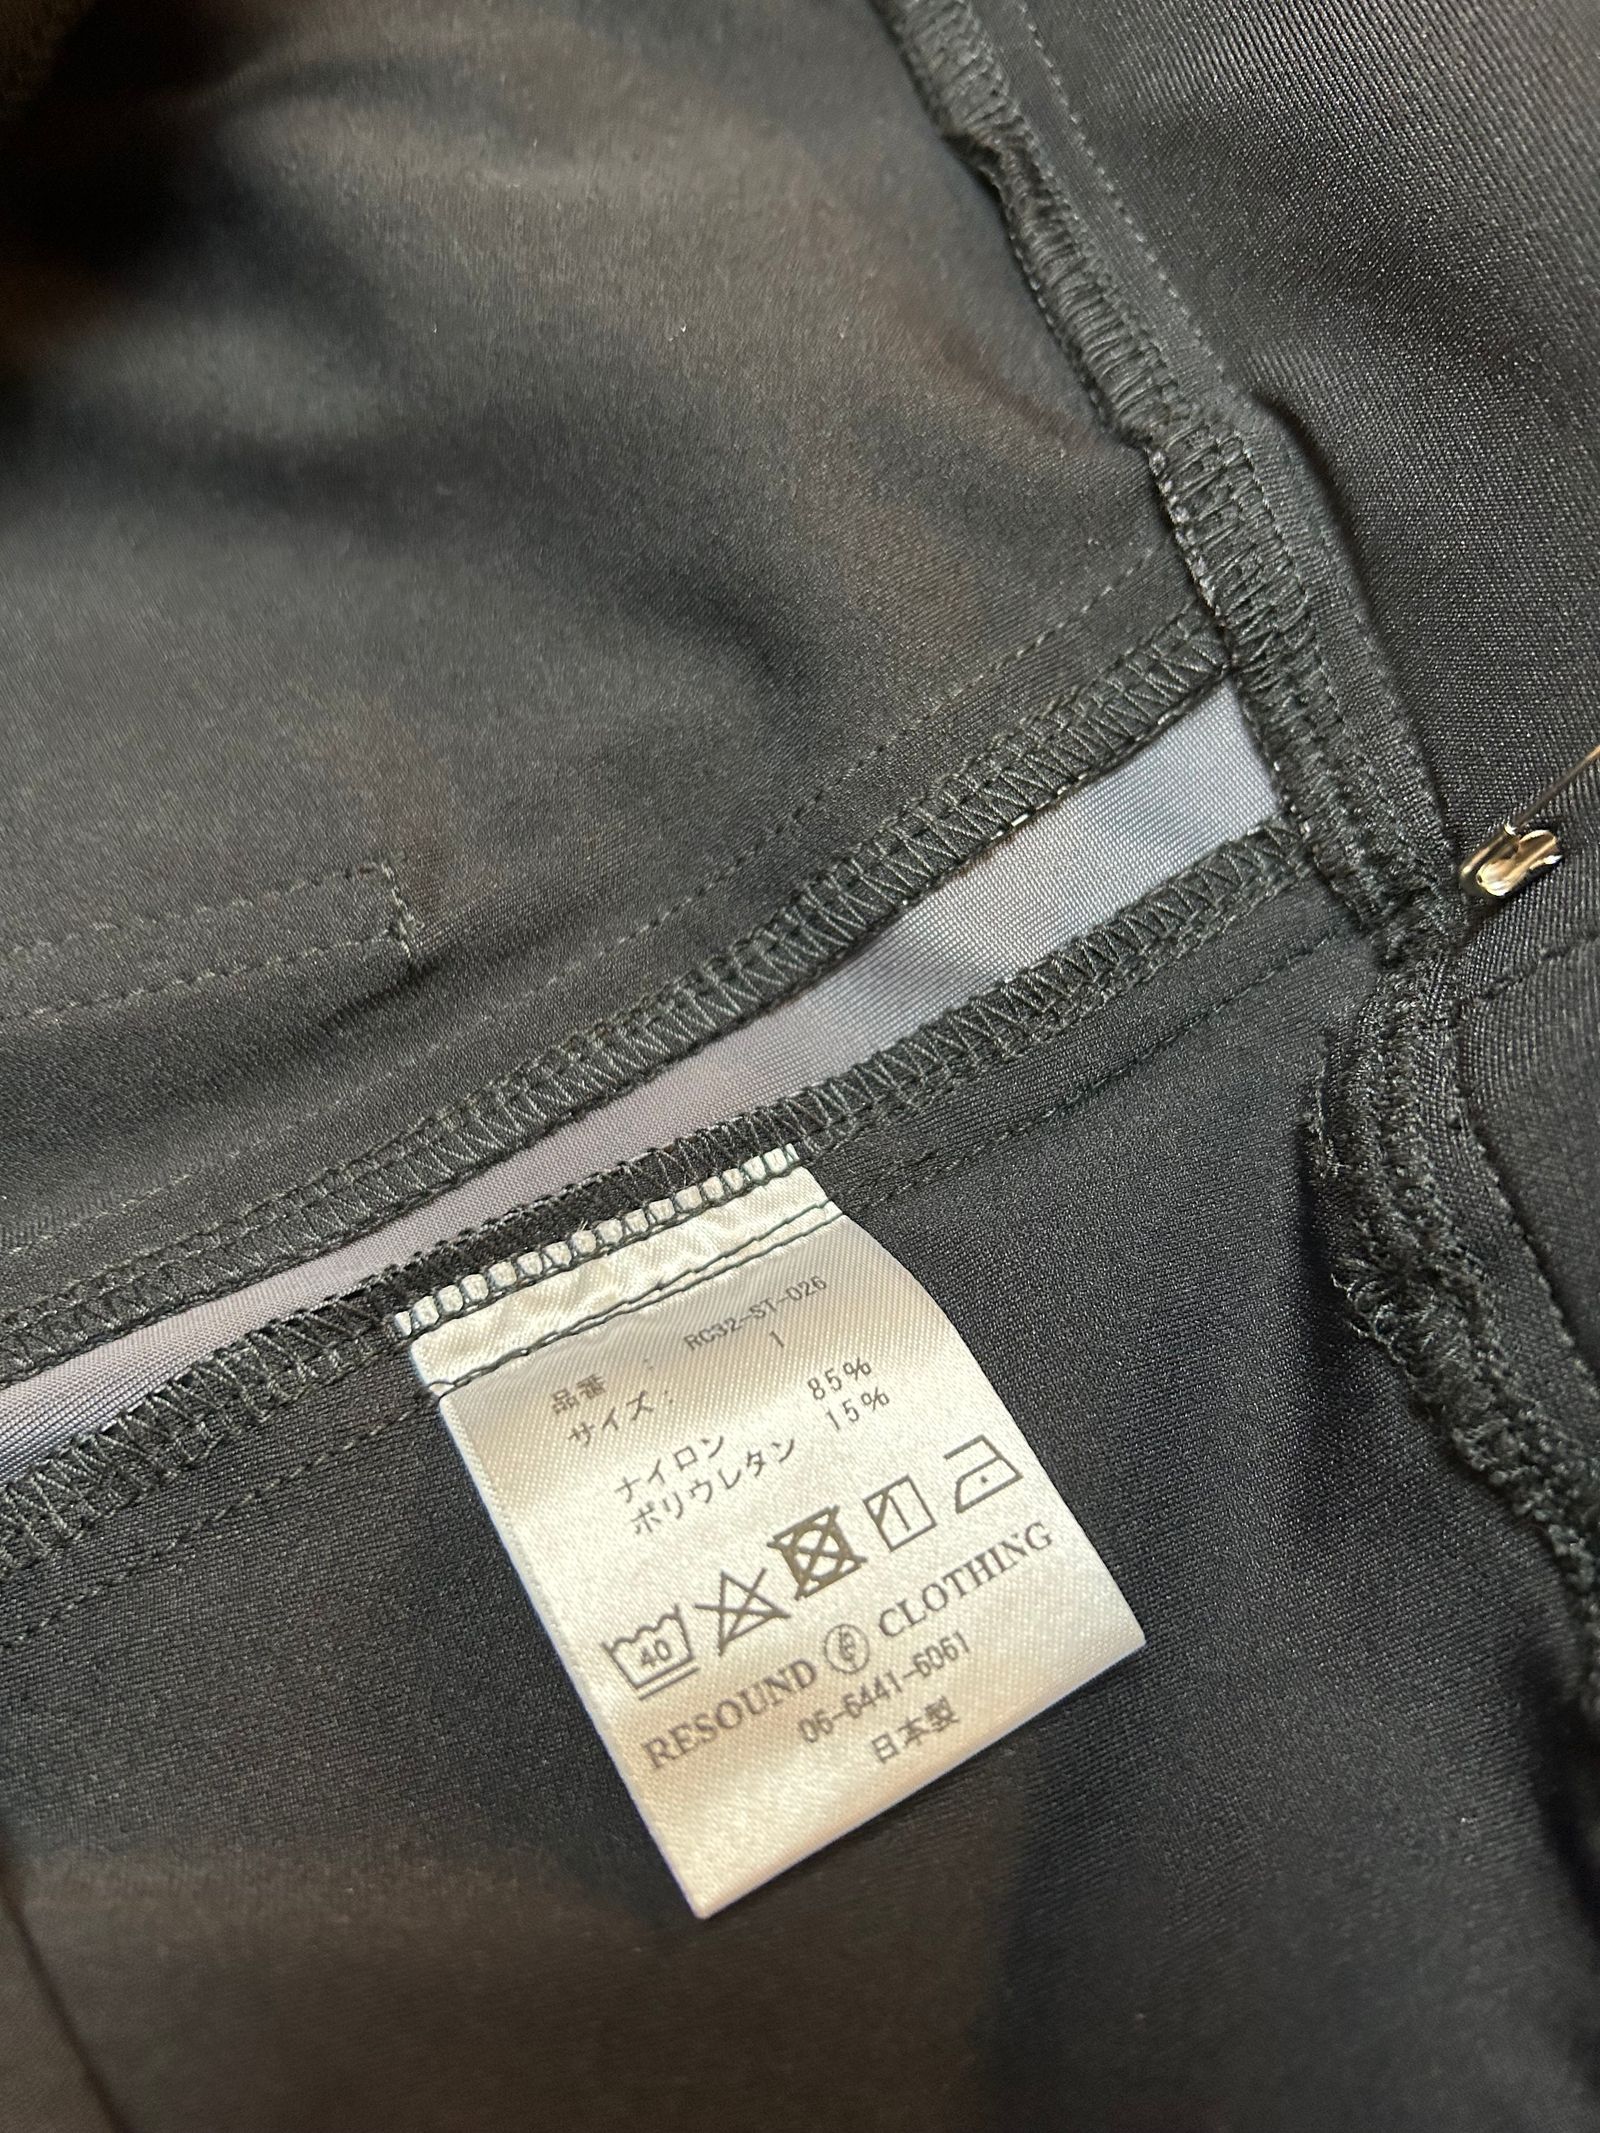 品番 : RC32-ST-026
サイズ: 1
ナイロン 85%
ポリウレタン 15%
40
RESOUND CLOTHING
06-6441-6061
日本製